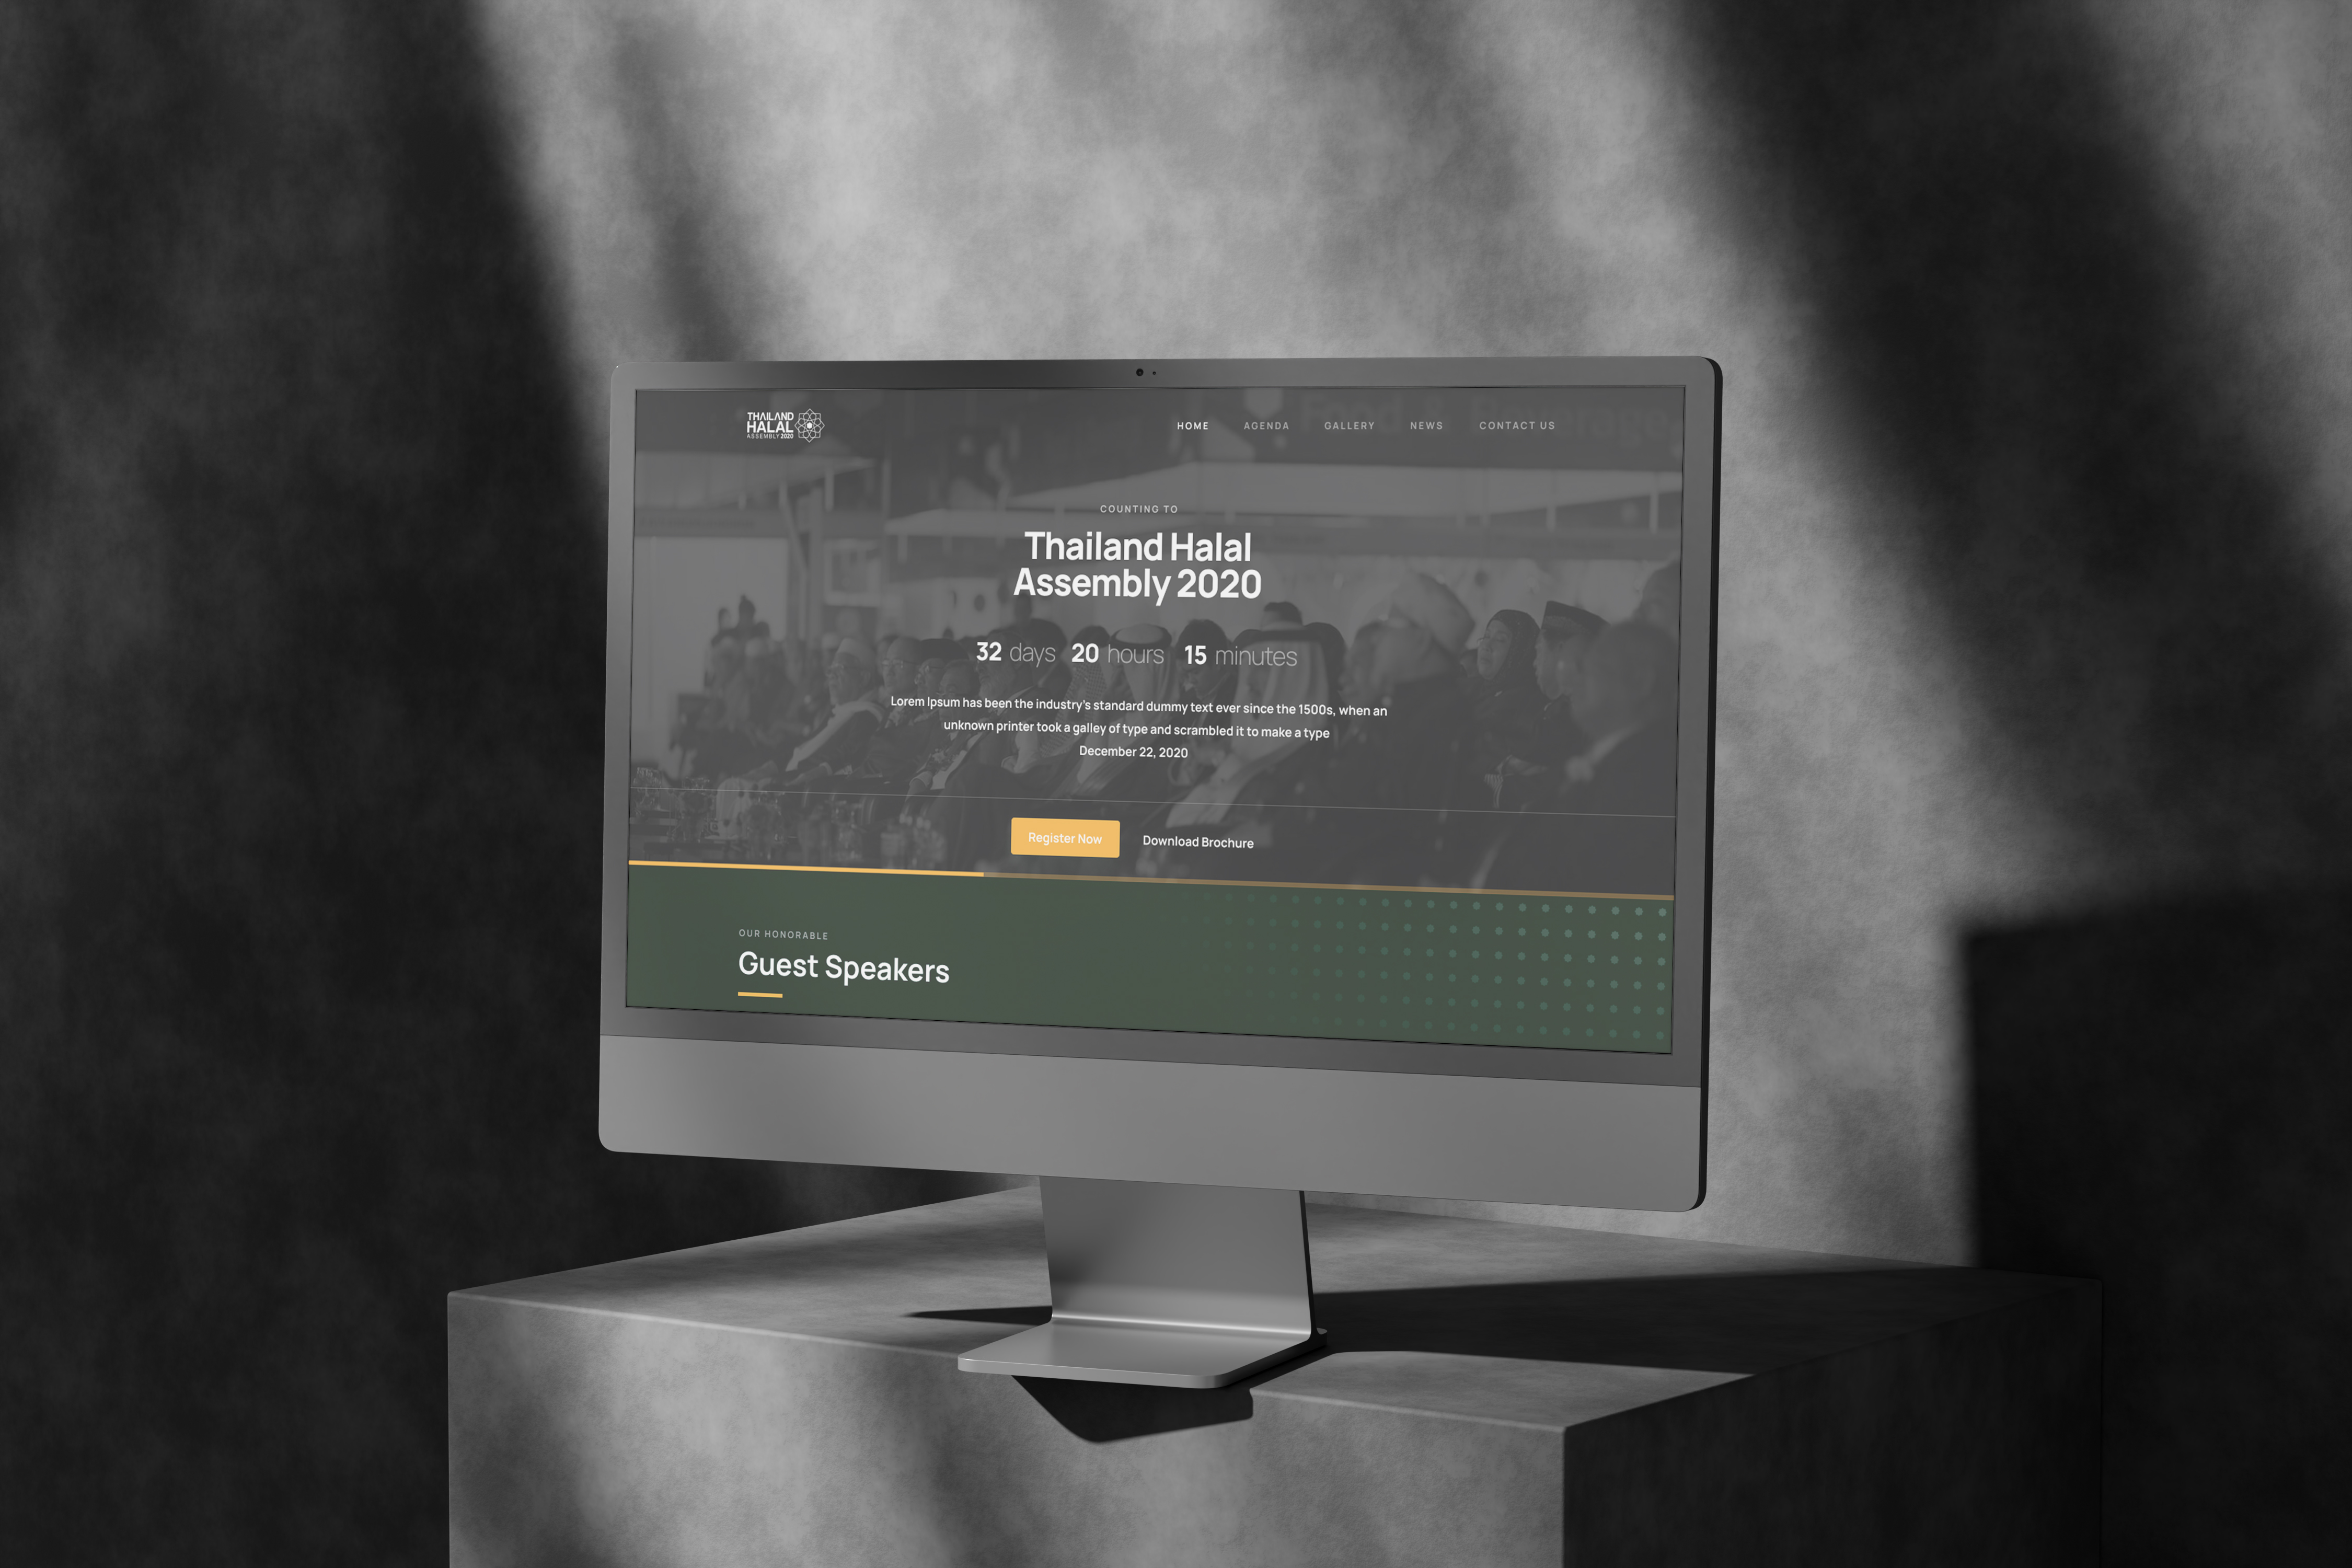 THAILAND
HALAL
ASSEMBLY 2020
HOME AGENDA GALLERY NEWS CONTACT US
COUNTING TO
Thailand Halal
Assembly 2020
32 days 20 hours 15 minutes
Lorem Ipsum has been the industry's standard dummy text ever since the 1500s, when an
unknown printer took a galley of type and scrambled it to make a type
December 22, 2020
Register Now Download Brochure
OUR HONORABLE
Guest Speakers